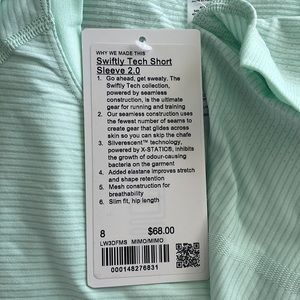 WHY WE MADE THIS
Swiftly Tech Short
Sleeve 2.0
1. Go ahead, get sweaty. The
Swiftly Tech collection,
powered by seamless
construction, is the ultimate
gear for running and training
2. Our seamless construction uses
the fewest number of seams to
create gear that glides across
skin so you can skip the chafe
3. Silverescent™ technology,
powered by X-STATIC®, inhibits
the growth of odour-causing
bacteria on the garment
4. Added elastane improves stretch
and shape retention
5. Mesh construction for
breathability
6. Slim fit, hip length
8 $68.00
LW3DFMS MIMO/MIMO
000148276831